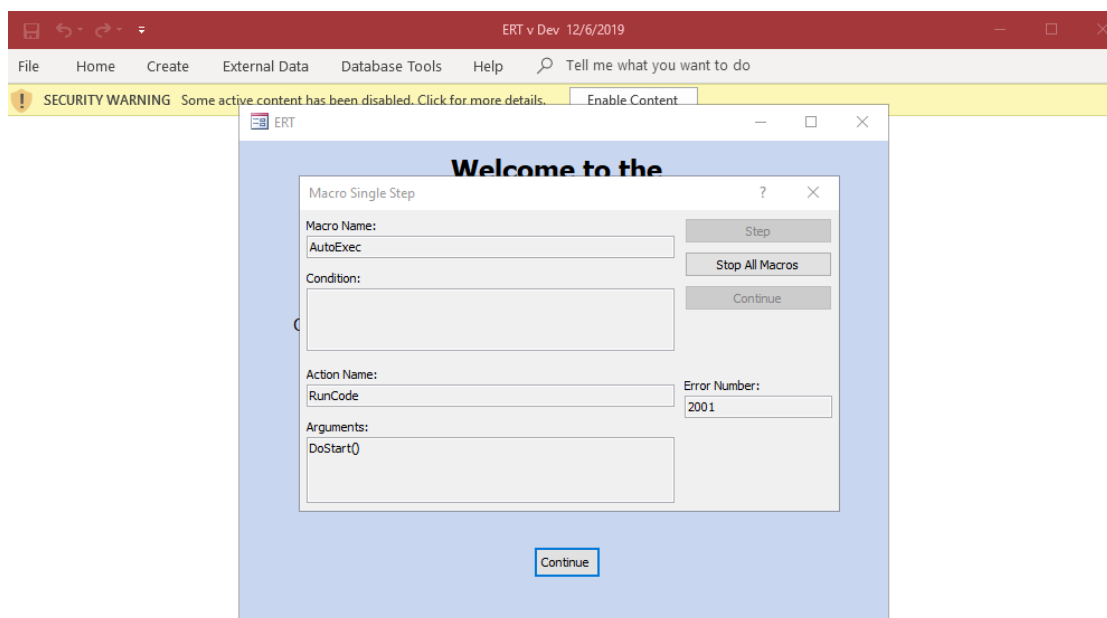 ERT v Dev 12/6/2019
File Home Create External Data Database Tools Help Tell me what you want to do
SECURITY WARNING Some active content has been disabled. Click for more details. Enable Content
ERT
Welcome to the
Macro Single Step
Macro Name:
AutoExec
Step
Stop All Macros
Condition:
Continue
Action Name:
RunCode
Error Number:
2001
Arguments:
DoStart()
Continue